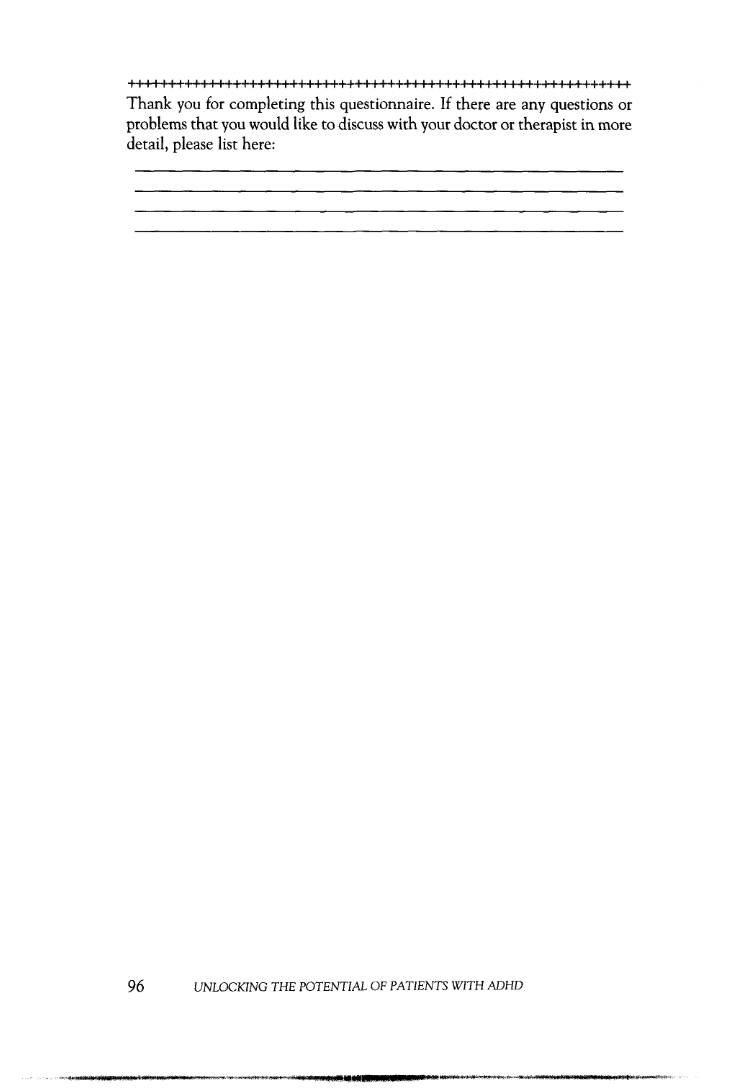 ++++++++++++++++++++++++++++++++++++++++++++++++++++++++++++++
Thank you for completing this questionnaire. If there are any questions or
problems that you would like to discuss with your doctor or therapist in more
detail, please list here:
96 UNLOCKING THE POTENTIAL OF PATIENTS WITH ADHD